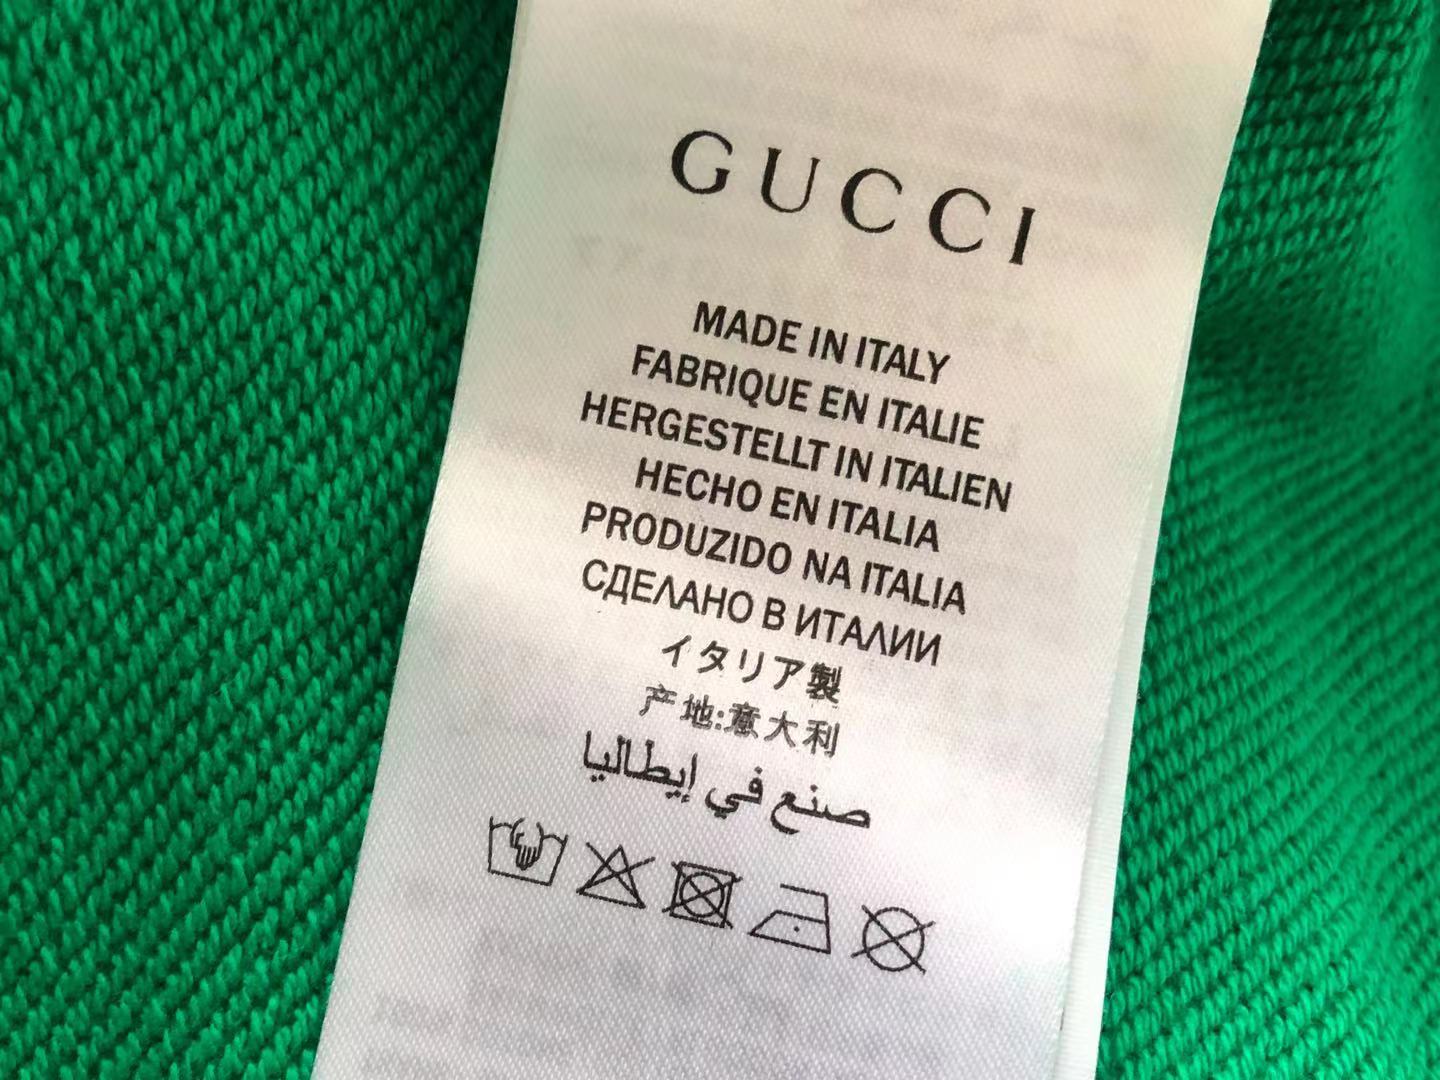 GUCCI
MADE IN ITALY
FABRIQUE EN ITALIE
HERGESTELLT IN ITALIEN
HECHO EN ITALIA
PRODUZIDO NA ITALIA
СДЕЛАНО В ИТАЛИИ
イタリア製
产地:意大利
صنع في إيطاليا